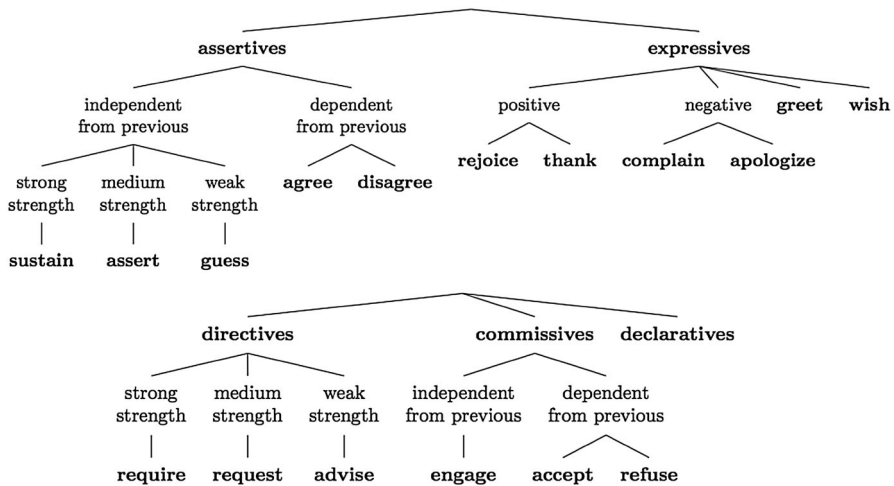 assertives expressives
independent dependent positive negative greet wish
from previous from previous
rejoice thank complain apologize
strong medium weak agree disagree
strength strength strength
sustain assert guess
directives commissives declaratives
strong medium weak independent dependent
strength strength strength from previous from previous
require request advise engage accept refuse